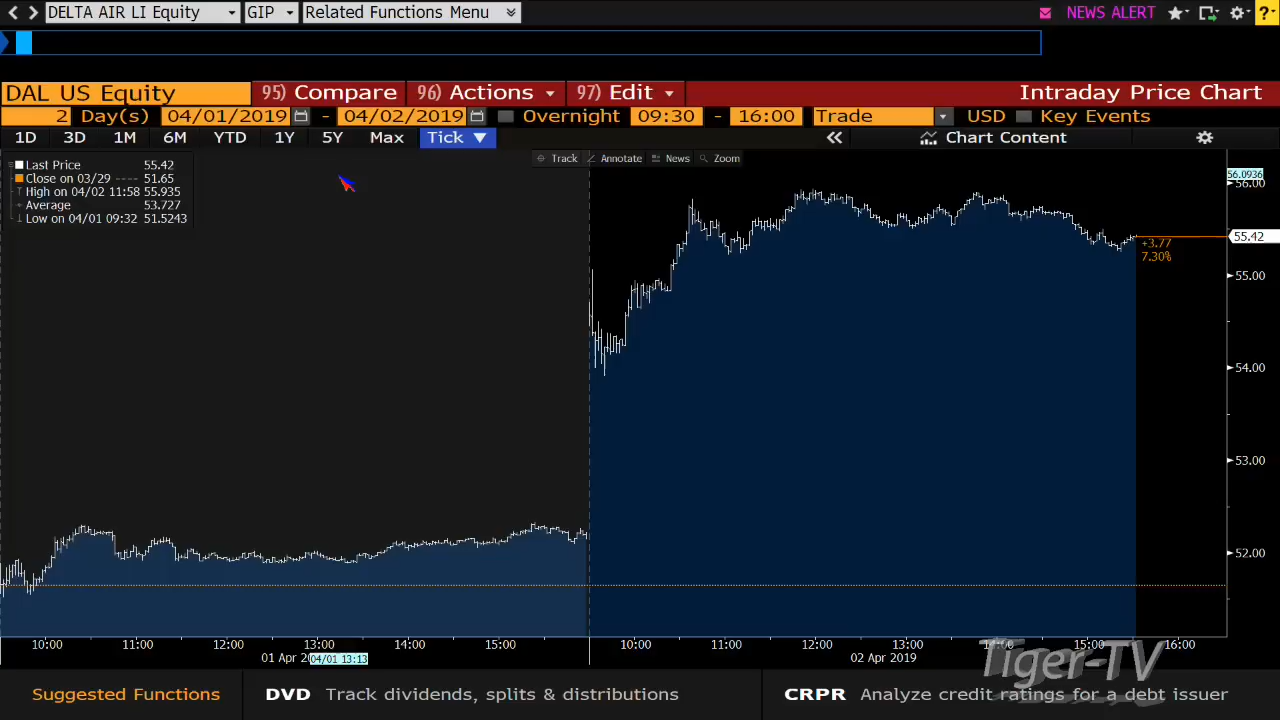 DELTA AIR LI Equity GIP Related Functions Menu NEWS ALERT ?
DAL US Equity 95) Compare 96) Actions 97) Edit Intraday Price Chart
2 Day(s) 04/01/2019 - 04/02/2019 Overnight 09:30 - 16:00 Trade USD Key Events
1D 3D 1M 6M YTD 1Y 5Y Max Tick Chart Content
Track Annotate News Zoom
Last Price 55.42
Close on 03/29 ---- 51.65
High on 04/02 11:58 55.935
Average 53.727
Low on 04/01 09:32 51.5243
56.0936
56.00
55.42
+3.77
7.30%
55.00
54.00
53.00
52.00
10:00 11:00 12:00 13:00 14:00 15:00 10:00 11:00 12:00 13:00 14:00 15:00 16:00
01 Apr 2 04/01 13:13 02 Apr 2019
Tiger-TV
Suggested Functions DVD Track dividends, splits & distributions CRPR Analyze credit ratings for a debt issuer